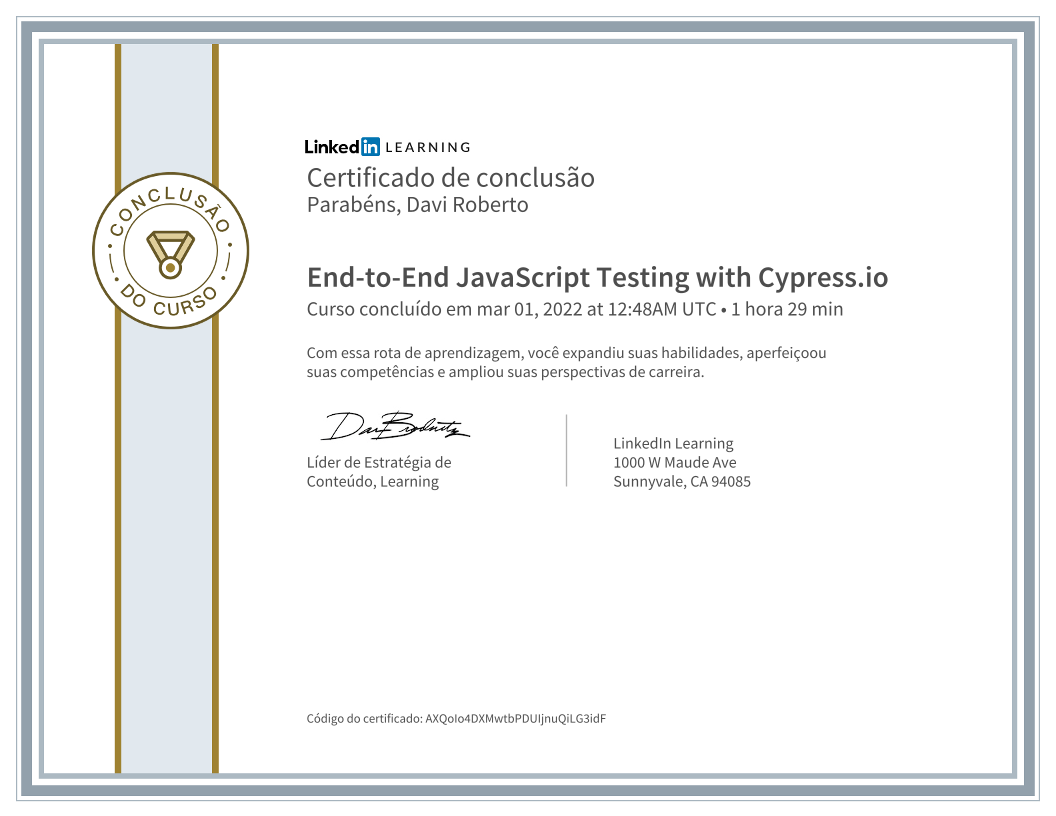 LinkedIn LEARNING
Certificado de conclusão
Parabéns, Davi Roberto
CONCLUSÃO
DO CURSO
End-to-End JavaScript Testing with Cypress.io
Curso concluído em mar 01, 2022 at 12:48AM UTC • 1 hora 29 min
Com essa rota de aprendizagem, você expandiu suas habilidades, aperfeiçoou
suas competências e ampliou suas perspectivas de carreira.
Líder de Estratégia de
Conteúdo, Learning
LinkedIn Learning
1000 W Maude Ave
Sunnyvale, CA 94085
Código do certificado: AXQoIo4DXMwtbPDUIjnuQiLG3idF